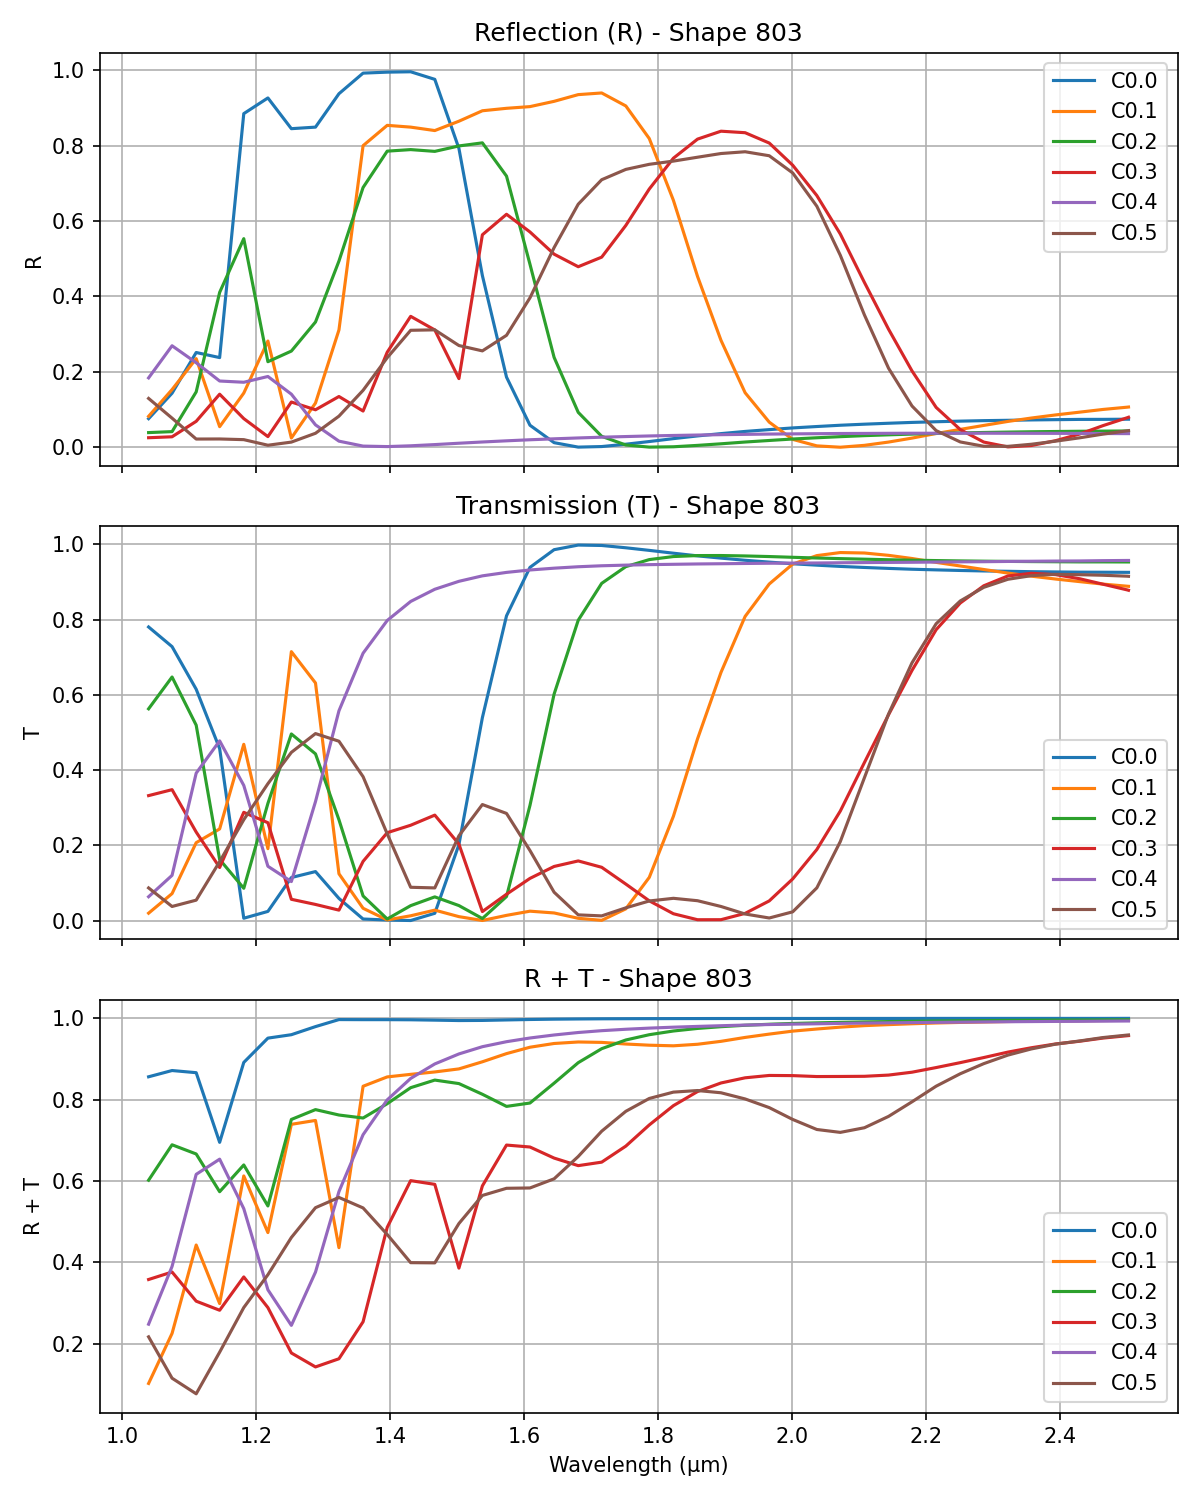 Reflection (R) - Shape 803
1.0
0.8
0.6
0.4
0.2
0.0
R
C0.0
C0.1
C0.2
C0.3
C0.4
C0.5
Transmission (T) - Shape 803
1.0
0.8
0.6
0.4
0.2
0.0
T
C0.0
C0.1
C0.2
C0.3
C0.4
C0.5
R + T - Shape 803
1.0
0.8
0.6
0.4
0.2
R + T
C0.0
C0.1
C0.2
C0.3
C0.4
C0.5
1.0 1.2 1.4 1.6 1.8 2.0 2.2 2.4
Wavelength (μm)